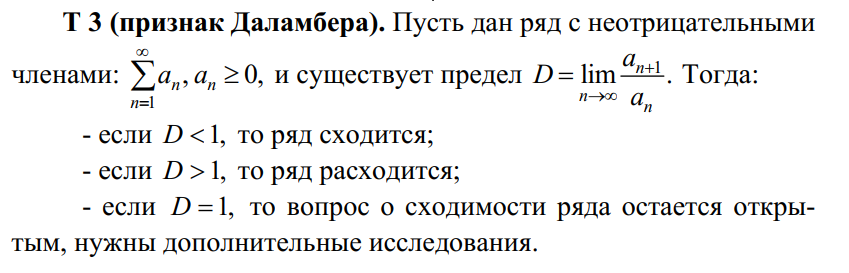 Т 3 (признак Даламбера). Пусть дан ряд с неотрицательными
членами: $\sum_{n=1}^{\infty} a_n, a_n \geq 0,$ и существует предел $D = \lim_{n \to \infty} \frac{a_{n+1}}{a_n}.$ Тогда:
- если $D < 1,$ то ряд сходится;
- если $D > 1,$ то ряд расходится;
- если $D = 1,$ то вопрос о сходимости ряда остается откры-
тым, нужны дополнительные исследования.